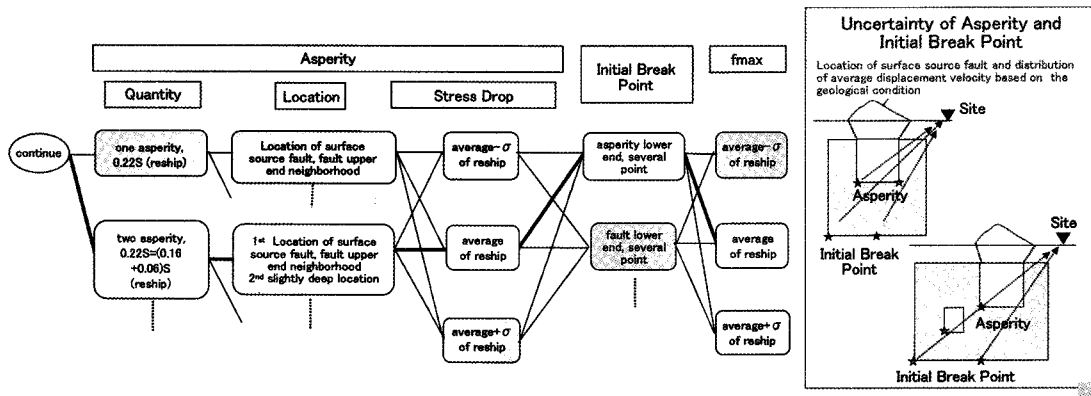 Asperity
Initial Break
Point
fmax
Quantity
Location
Stress Drop
continue
one asperity,
0.22S (reship)
Location of surface
source fault, fault upper
end neighborhood
average-σ
of reship
asperity lower
end, several
point
average-σ
of reship
two asperity,
0.22S=(0.16
+0.06)S
(reship)
1st Location of surface
source fault, fault upper
end neighborhood
2nd slightly deep location
average
of reship
fault lower
end, several
point
average
of reship
average+σ
of reship
average+σ
of reship
Uncertainty of Asperity and
Initial Break Point
Location of surface source fault and distribution
of average displacement velocity based on the
geological condition
Site
Asperity
Initial Break
Point
Site
Asperity
Initial Break Point